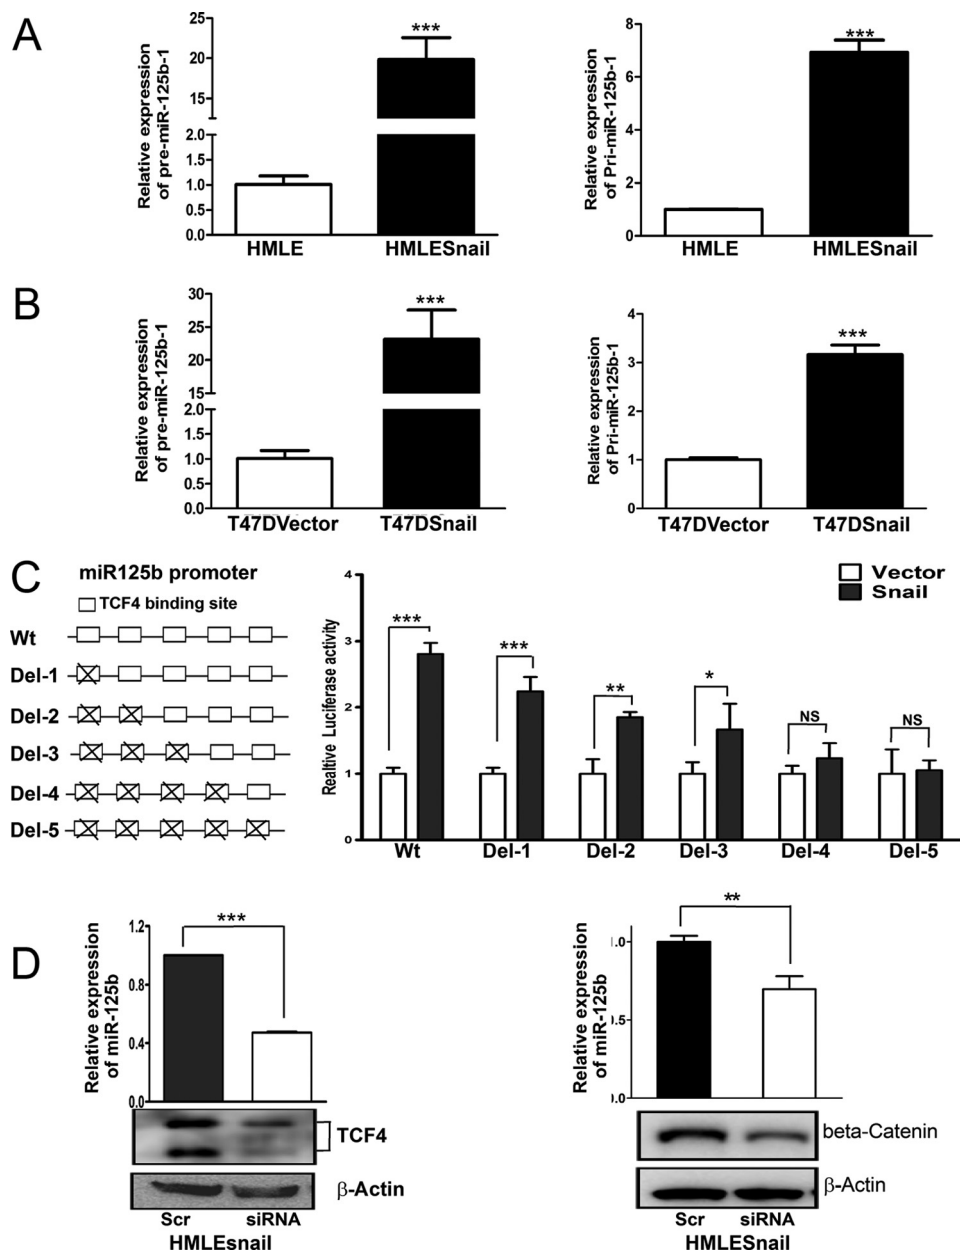 A
Relative expression
of pre-miR-125b-1
25
20
15
10
2.0
1.5
1.0
0.5
0.0
***
HMLE
HMLESnail
Relative expression
of Pri-miR-125b-1
8
6
4
2
0
***
HMLE
HMLESnail
B
Relative expression
of pre-miR-125b-1
30
25
20
15
2.0
1.5
1.0
0.5
0.0
***
T47DVector
T47DSnail
Relative expression
of Pri-miR-125b-1
4
3
2
1
0
***
T47DVector
T47DSnail
C
miR125b promoter
TCF4 binding site
Wt
Del-1
Del-2
Del-3
Del-4
Del-5
Realtive Luciferase activity
4
3
2
1
0
Vector
Snail
***
***
**
*
NS
NS
Wt
Del-1
Del-2
Del-3
Del-4
Del-5
D
Relative expression
of miR-125b
1.2
0.8
0.4
0.0
***
TCF4
β-Actin
Scr
siRNA
HMLEsnail
Relative expression
of miR-125b
1.0
0.5
0.0
**
beta-Catenin
β-Actin
Scr
siRNA
HMLESnail